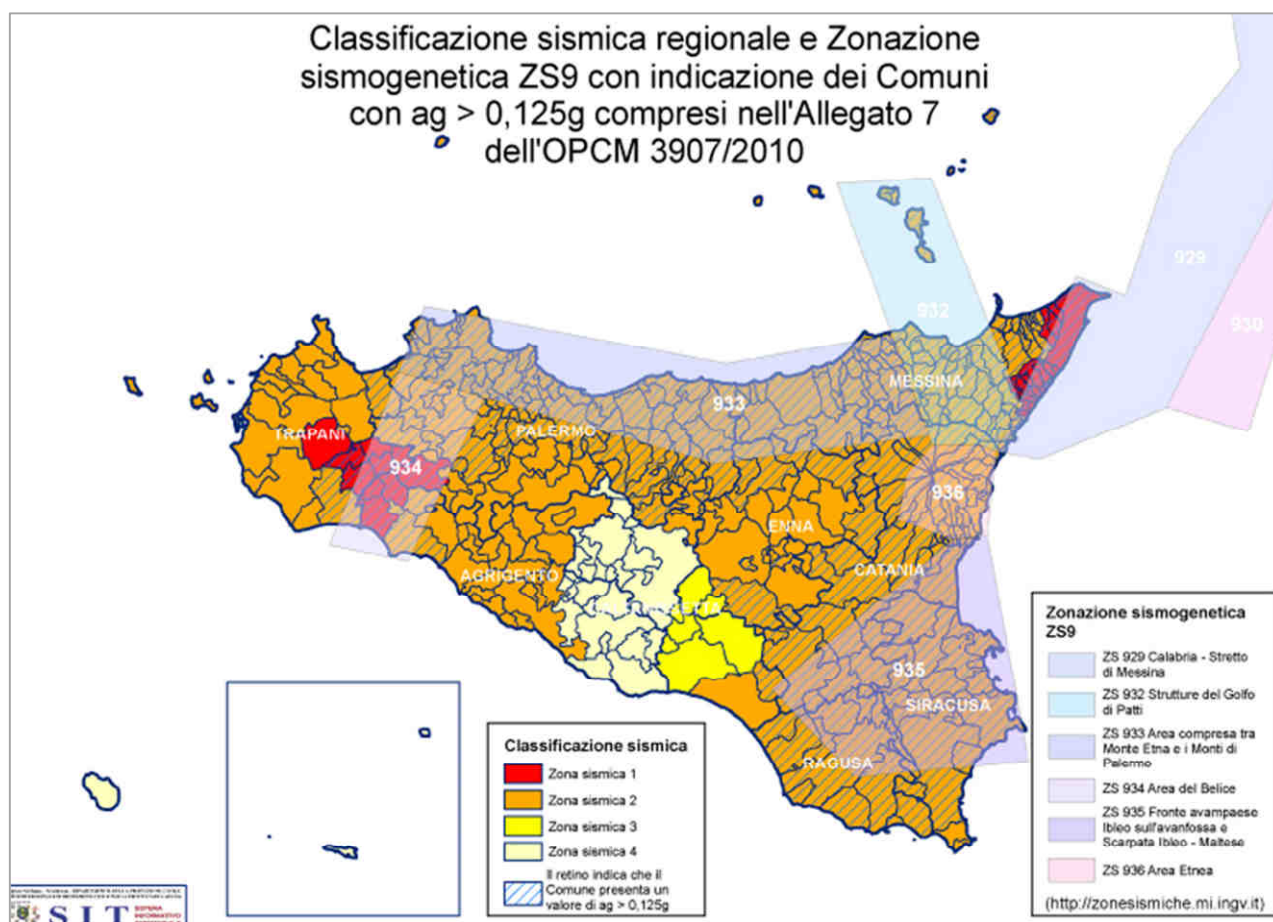 Classificazione sismica regionale e Zonazione
sismogenetica ZS9 con indicazione dei Comuni
con ag > 0,125g compresi nell'Allegato 7
dell'OPCM 3907/2010
929
932
930
MESSINA
933
PALERMO
TRAPANI
934
936
ENNA
CATANIA
AGRIGENTO
935
SIRACUSA
RAGUSA
Classificazione sismica
Zona sismica 1
Zona sismica 2
Zona sismica 3
Zona sismica 4
Il retino indica che il
Comune presenta un
valore di ag > 0,125g
Zonazione sismogenetica
ZS9
ZS 929 Calabria - Stretto
di Messina
ZS 932 Strutture del Golfo
di Patti
ZS 933 Area compresa tra
Monte Etna e i Monti di
Palermo
ZS 934 Area del Belice
ZS 935 Fronte avampaese
Ibleo sull'avanfossa e
Scarpata Ibleo - Maltese
ZS 936 Area Etnea
(http://zonesismiche.mi.ingv.it)
SIT